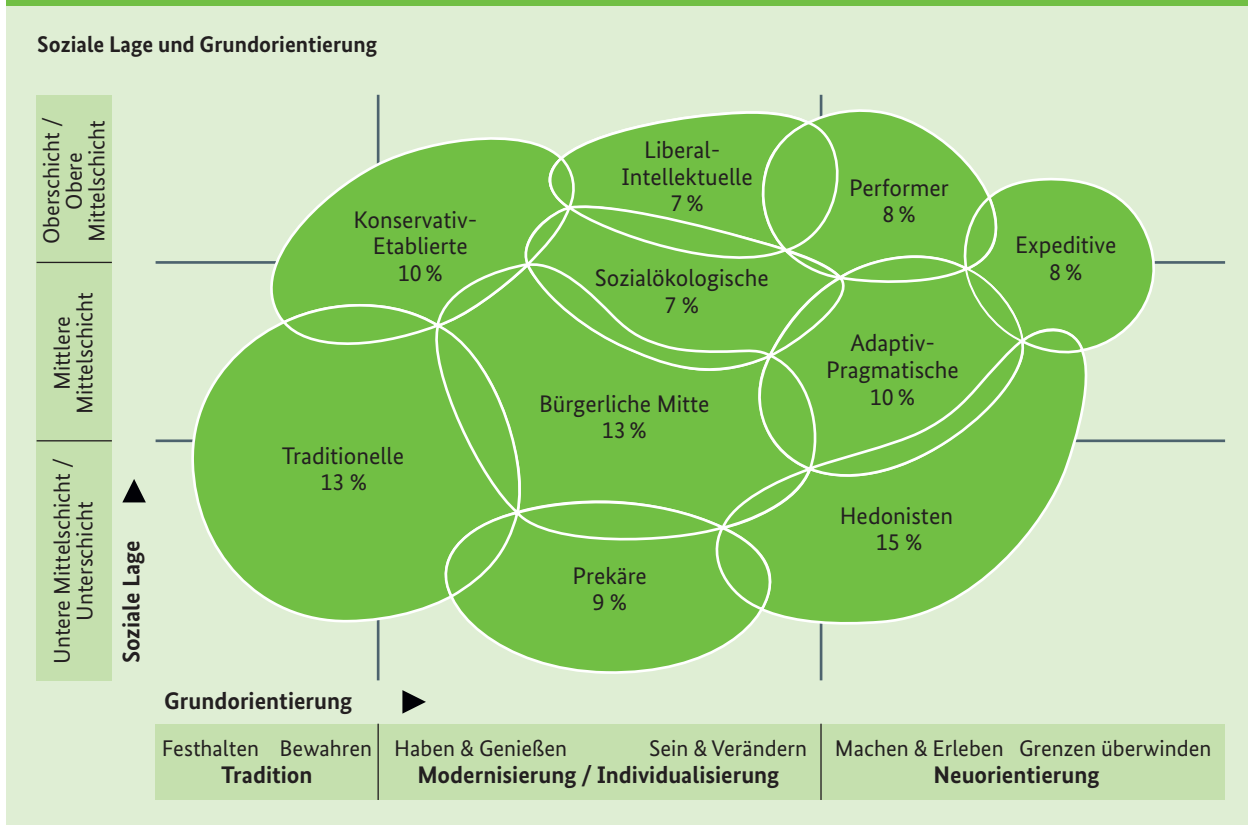 Soziale Lage und Grundorientierung
Oberschicht /
Obere
Mittelschicht
Mittlere
Mittelschicht
Untere Mittelschicht /
Unterschicht
Soziale Lage
Konservativ-
Etablierte
10 %
Liberal-
Intellektuelle
7 %
Performer
8 %
Expeditive
8 %
Sozialökologische
7 %
Adaptiv-
Pragmatische
10 %
Bürgerliche Mitte
13 %
Traditionelle
13 %
Hedonisten
15 %
Prekäre
9 %
Grundorientierung
Festhalten Bewahren
Tradition
Haben & Genießen Sein & Verändern
Modernisierung / Individualisierung
Machen & Erleben Grenzen überwinden
Neuorientierung